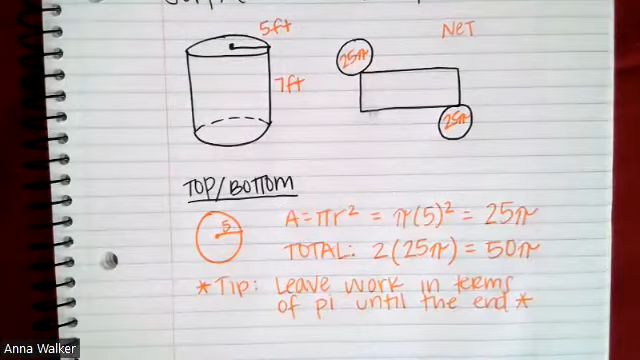 5ft
NET
25π
7ft
25π
TOP/BOTTOM
5
A=πr² = π(5)² = 25π
TOTAL: 2(25π) = 50π
*Tip: Leave work in terms
of pi until the end*
Anna Walker